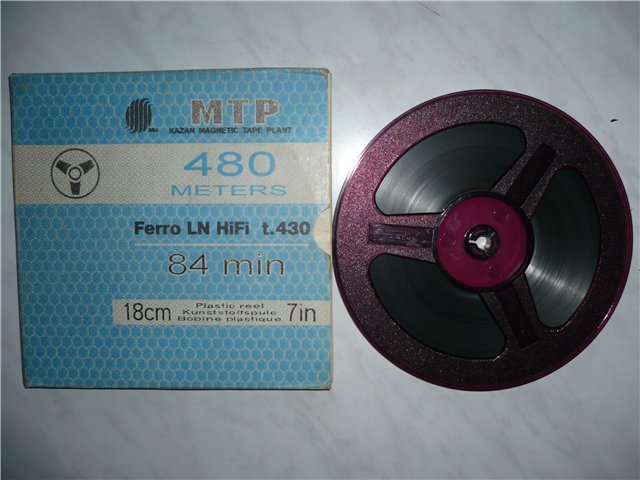 MTP
KAZAN MAGNETIC TAPE PLANT
480
METERS
Ferro LN HiFi t.430
84 min
18cm Plastic reel 7in
Kunststoffspule
Bobine plastique